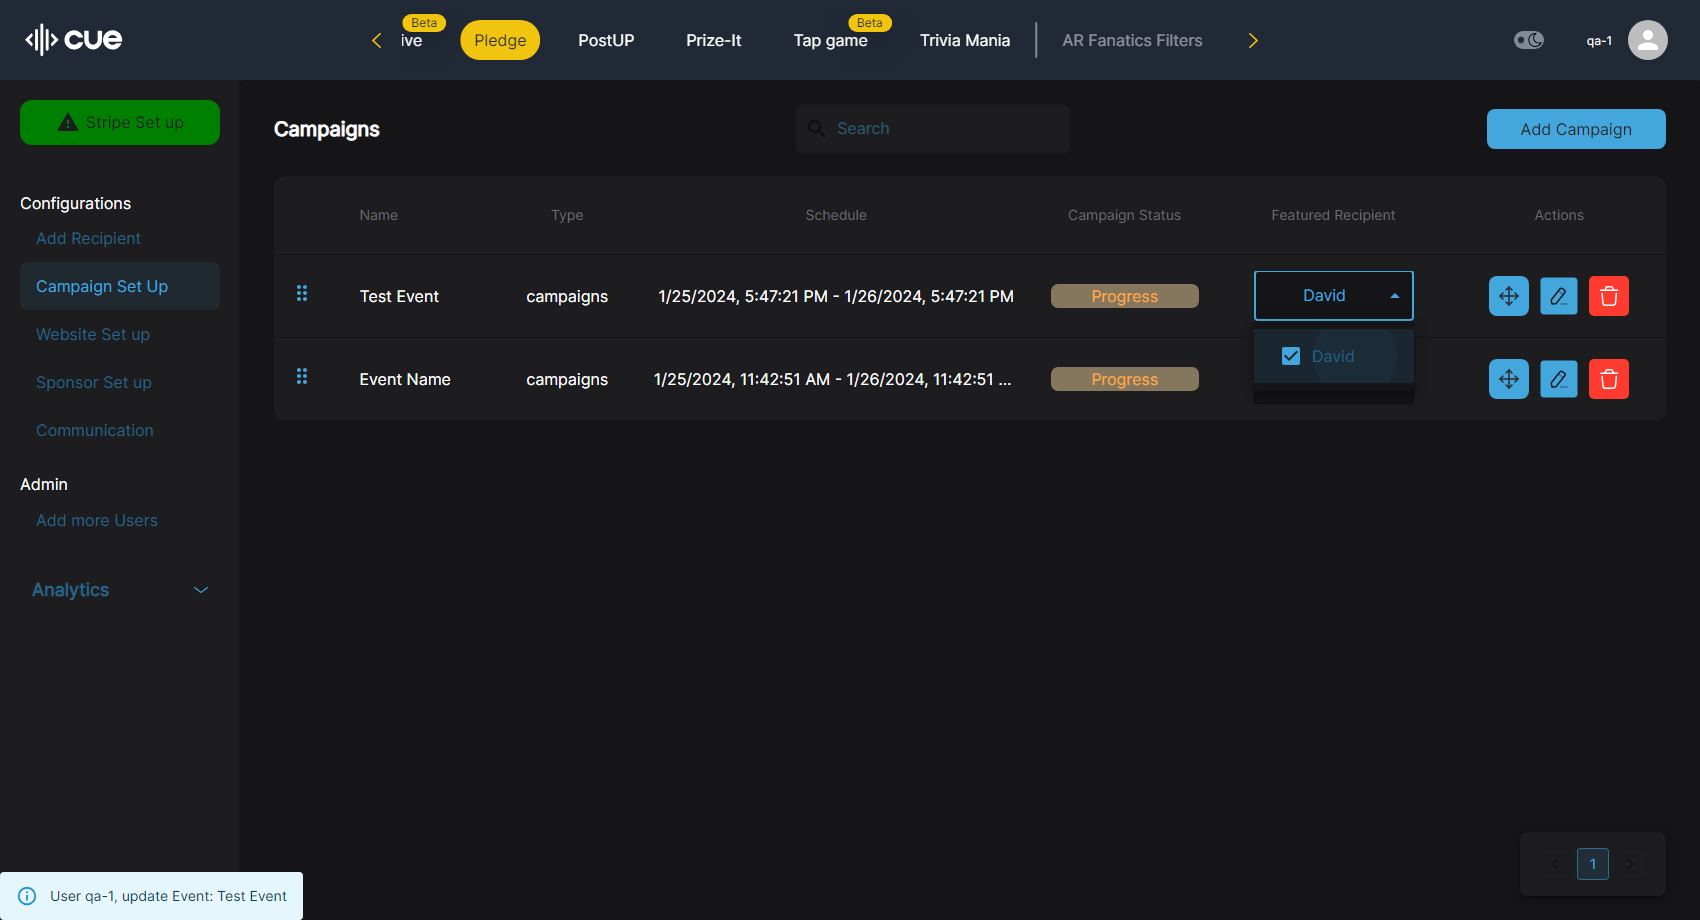 cue
ive
Beta
Pledge
PostUP
Prize-It
Tap game
Beta
Trivia Mania
AR Fanatics Filters
qa-1
Stripe Set up
Configurations
Add Recipient
Campaign Set Up
Website Set up
Sponsor Set up
Communication
Admin
Add more Users
Analytics
Campaigns
Search
Add Campaign
Name Type Schedule Campaign Status Featured Recipient Actions
Test Event campaigns 1/25/2024, 5:47:21 PM - 1/26/2024, 5:47:21 PM Progress David
David
Event Name campaigns 1/25/2024, 11:42:51 AM - 1/26/2024, 11:42:51 ... Progress
1
User qa-1, update Event: Test Event